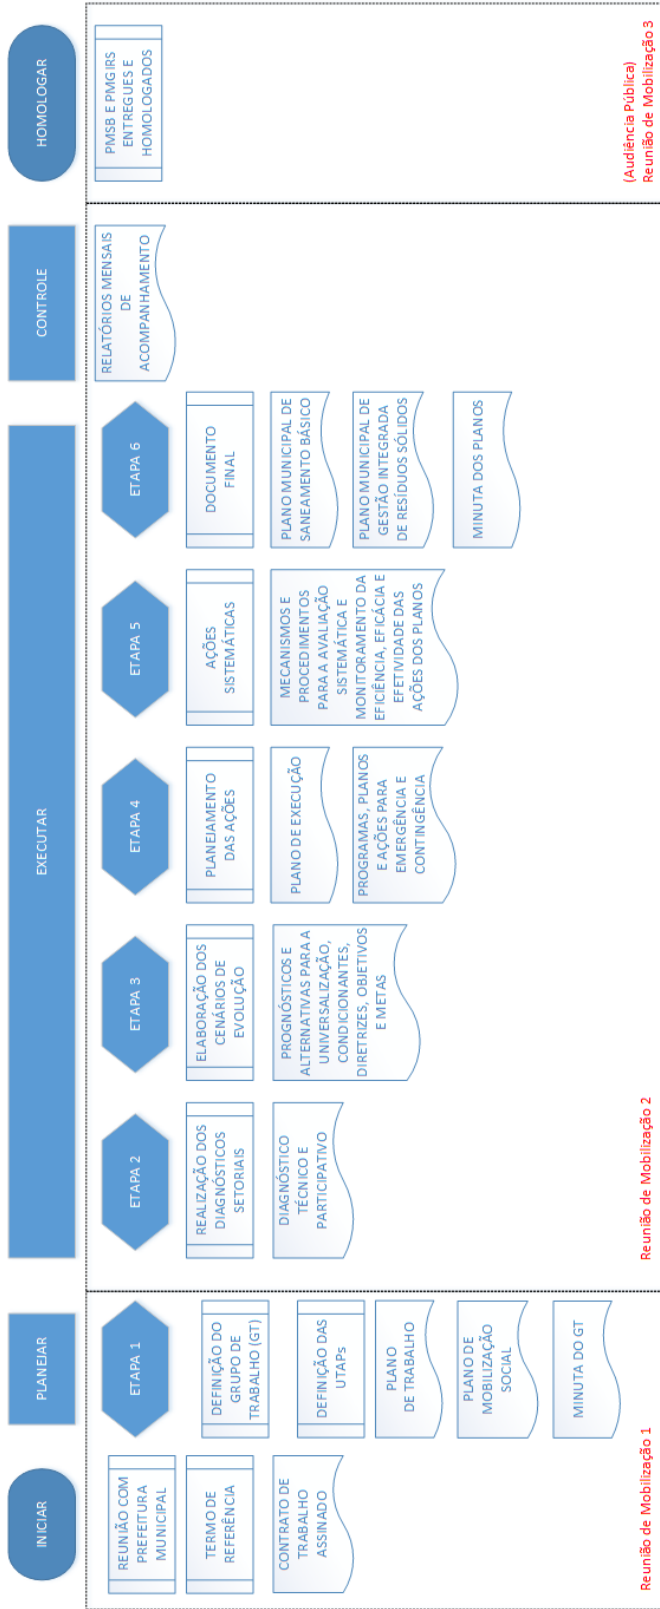 INICIAR
REUNIÃO COM
PREFEITURA
MUNICIPAL
TERMO DE
REFERÊNCIA
CONTRATO DE
TRABALHO
ASSINADO
Reunião de Mobilização 1
PLANEJAR
ETAPA 1
DEFINIÇÃO DO
GRUPO DE
TRABALHO (GT)
DEFINIÇÃO DAS
UTAPs
PLANO
DE TRABALHO
PLANO DE
MOBILIZAÇÃO
SOCIAL
MINUTA DO GT
EXECUTAR
ETAPA 2
REALIZAÇÃO DOS
DIAGNÓSTICOS
SETORIAIS
DIAGNÓSTICO
TÉCNICO E
PARTICIPATIVO
Reunião de Mobilização 2
ETAPA 3
ELABORAÇÃO DOS
CENÁRIOS DE
EVOLUÇÃO
PROGNÓSTICOS E
ALTERNATIVAS PARA A
UNIVERSALIZAÇÃO,
CONDICIONANTES,
DIRETRIZES, OBJETIVOS
E METAS
ETAPA 4
PLANEJAMENTO
DAS AÇÕES
PLANO DE EXECUÇÃO
PROGRAMAS, PLANOS
E AÇÕES PARA
EMERGÊNCIA E
CONTINGÊNCIA
ETAPA 5
AÇÕES
SISTEMÁTICAS
MECANISMOS E
PROCEDIMENTOS
PARA A AVALIAÇÃO
SISTEMÁTICA E
MONITORAMENTO DA
EFICIÊNCIA, EFICÁCIA E
EFETIVIDADE DAS
AÇÕES DOS PLANOS
ETAPA 6
DOCUMENTO
FINAL
PLANO MUNICIPAL DE
SANEAMENTO BÁSICO
PLANO MUNICIPAL DE
GESTÃO INTEGRADA
DE RESÍDUOS SÓLIDOS
MINUTA DOS PLANOS
CONTROLE
RELATÓRIOS MENSAIS
DE
ACOMPANHAMENTO
HOMOLOGAR
PMSB E PMGIRS
ENTREGUES E
HOMOLOGADOS
(Audiência Pública)
Reunião de Mobilização 3